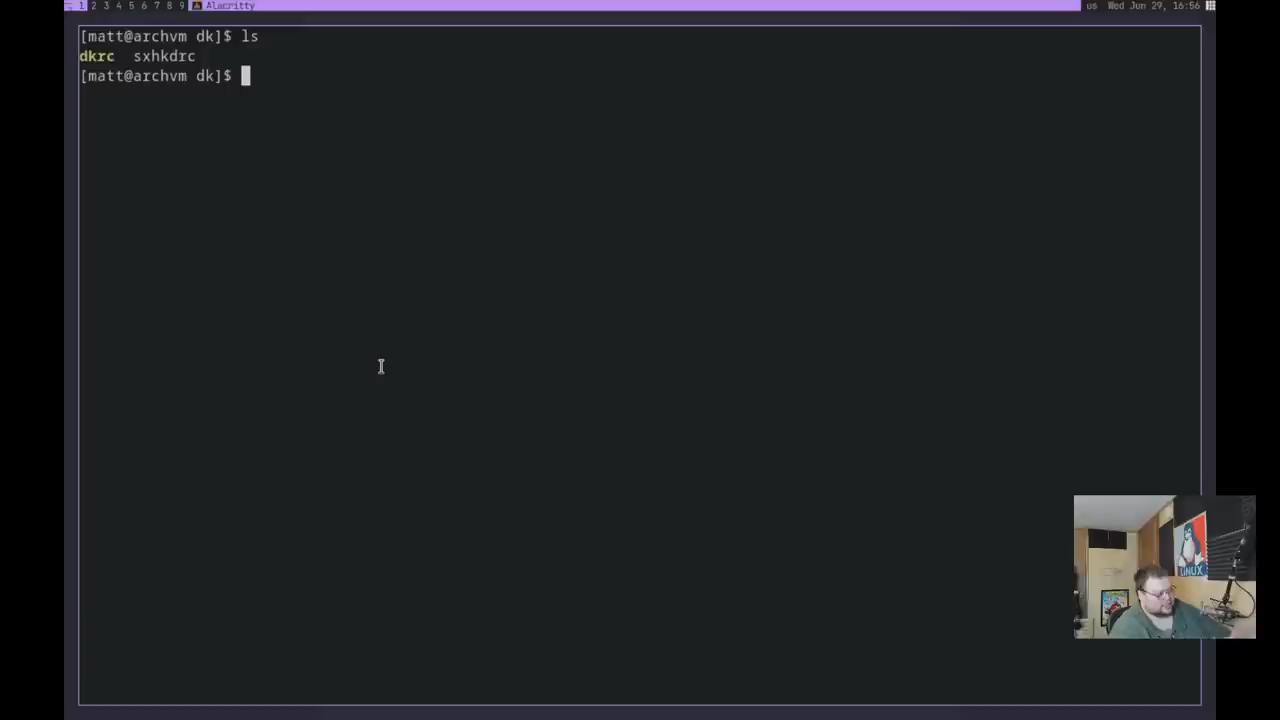 1 2 3 4 5 6 7 8 9 Alacritty us Wed Jun 29, 16:56
[matt@archvm dk]$ ls
dkrc sxhkdrc
[matt@archvm dk]$
LINUX